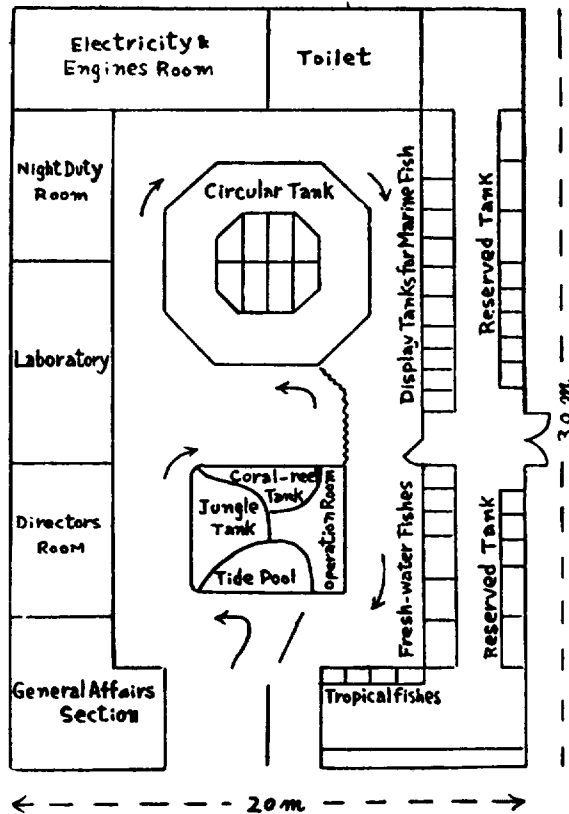 Electricity &
Engines Room
Toilet
Night Duty
Room
Circular Tank
Display Tanks for Marine Fish
Reserved Tank
Laboratory
30 m
Coral-reef
Tank
Jungle
Tank
Operation Room
Tide Pool
Directors
Room
Fresh-water Fishes
Reserved Tank
General Affairs
Section
Tropical fishes
20 m